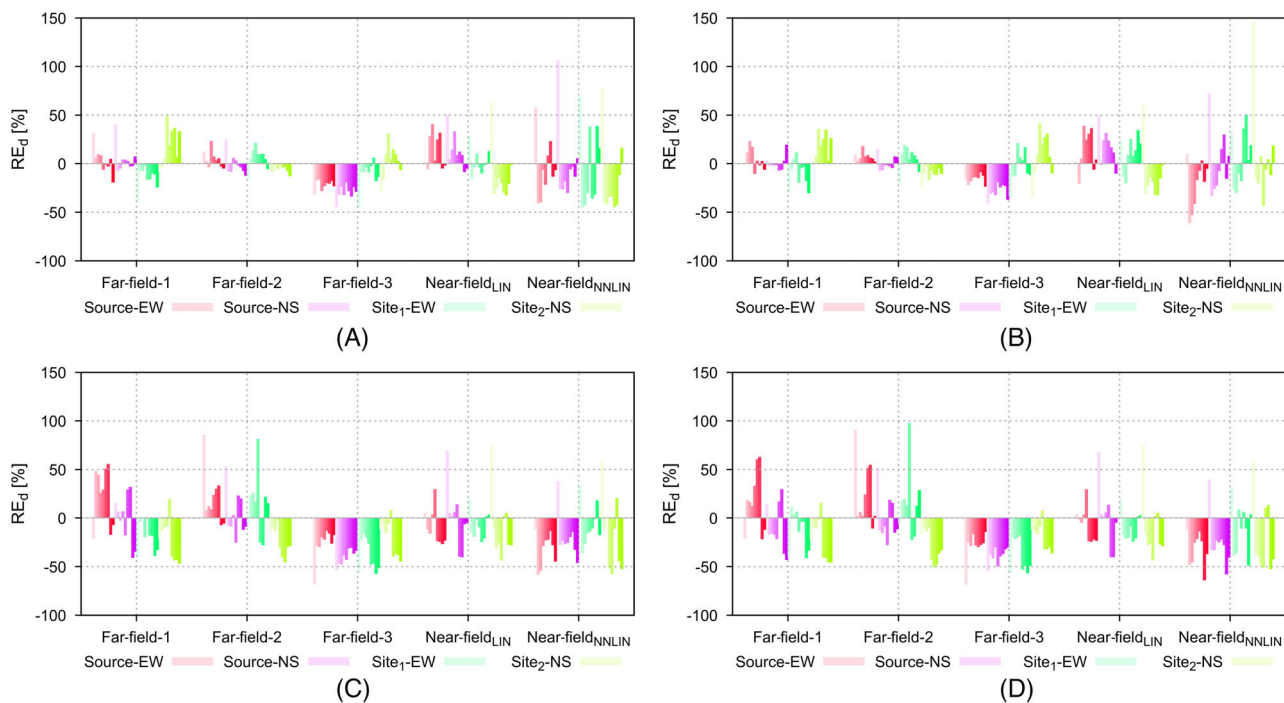 150
100
50
0
-50
-100
RE_d [%]
Far-field-1 Far-field-2 Far-field-3 Near-field_LIN Near-field_NNLIN
Source-EW Source-NS Site_1-EW Site_2-NS
(A)
150
100
50
0
-50
-100
Far-field-1 Far-field-2 Far-field-3 Near-field_LIN Near-field_NNLIN
Source-EW Source-NS Site_1-EW Site_2-NS
(B)
150
100
50
0
-50
-100
RE_d [%]
Far-field-1 Far-field-2 Far-field-3 Near-field_LIN Near-field_NNLIN
Source-EW Source-NS Site_1-EW Site_2-NS
(C)
150
100
50
0
-50
-100
Far-field-1 Far-field-2 Far-field-3 Near-field_LIN Near-field_NNLIN
Source-EW Source-NS Site_1-EW Site_2-NS
(D)